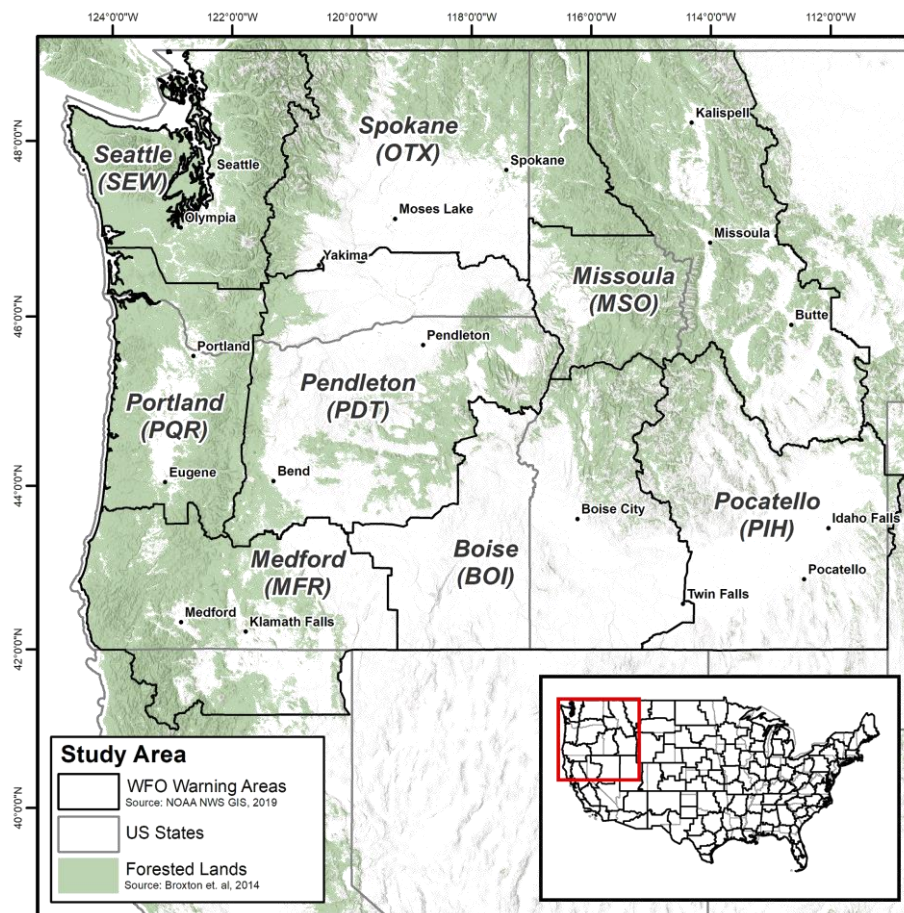 124°0'0"W
122°0'0"W
120°0'0"W
118°0'0"W
116°0'0"W
114°0'0"W
112°0'0"W
48°0'0"N
46°0'0"N
44°0'0"N
42°0'0"N
40°0'0"N
Kalispell
Spokane
(OTX)
Seattle
(SEW)
Seattle
Spokane
Olympia
Moses Lake
Missoula
Yakima
Missoula
(MSO)
Butte
Pendleton
Portland
Pendleton
(PDT)
Portland
(PQR)
Eugene
Bend
Pocatello
(PIH)
Boise City
Idaho Falls
Medford
(MFR)
Boise
(BOI)
Pocatello
Twin Falls
Medford
Klamath Falls
Study Area
WFO Warning Areas
Source: NOAA NWS GIS, 2019
US States
Forested Lands
Source: Broxton et. al, 2014